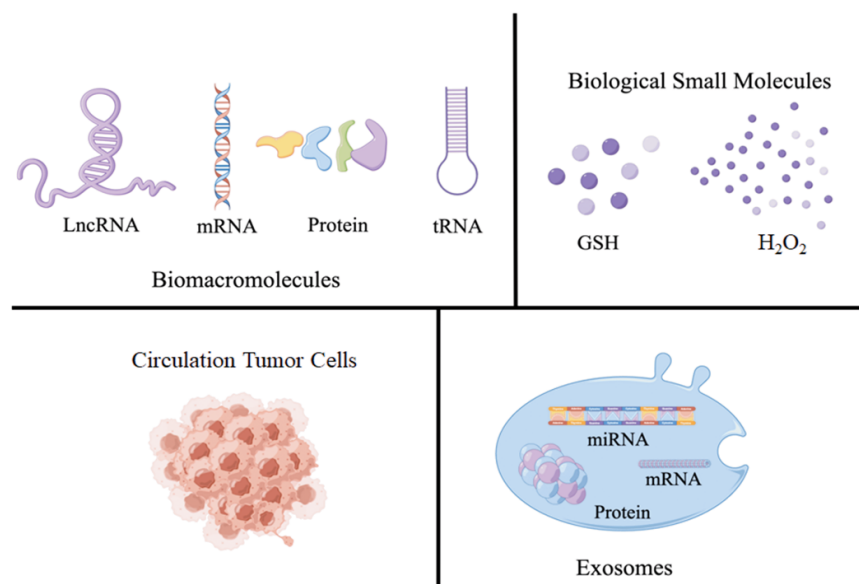 LncRNA
mRNA
Protein
tRNA
Biomacromolecules
Biological Small Molecules
GSH
H₂O₂
Circulation Tumor Cells
miRNA
mRNA
Protein
Exosomes